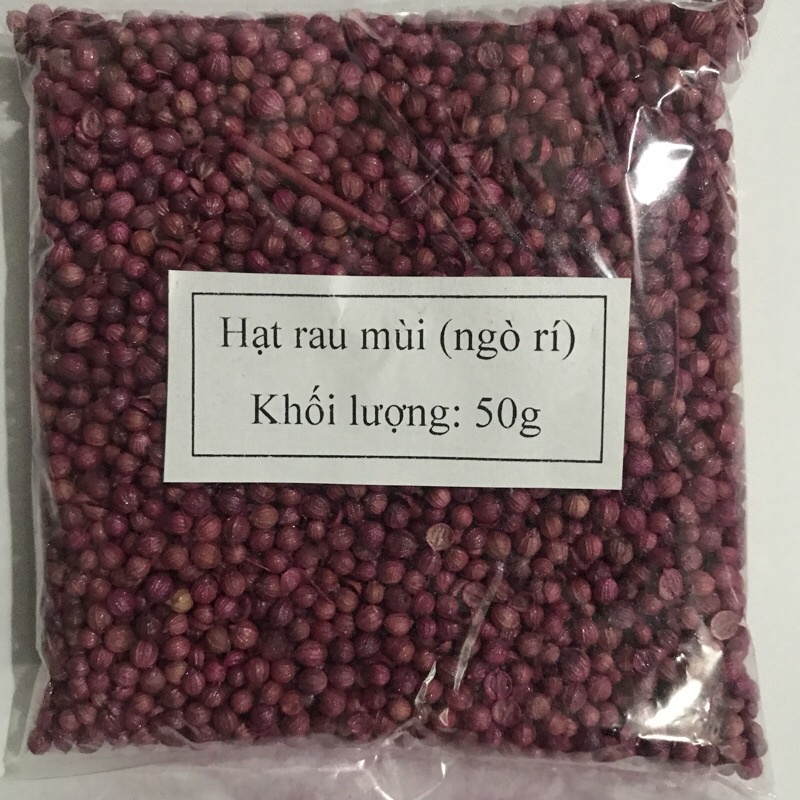 Hạt rau mùi (ngò rí)
Khối lượng: 50g